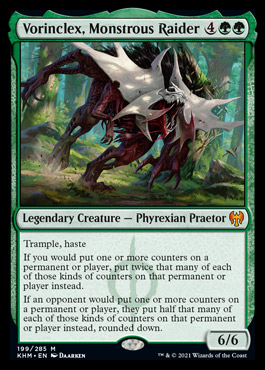 Vorinclex, Monstrous Raider 4
Legendary Creature — Phyrexian Praetor
Trample, haste
If you would put one or more counters on a
permanent or player, put twice that many of each
of those kinds of counters on that permanent or
player instead.
If an opponent would put one or more counters on
a permanent or player, they put half that many of
each of those kinds of counters on that permanent
or player instead, rounded down.
6/6
199/285 M
KHM • EN DAARKEN
™ & © 2021 Wizards of the Coast